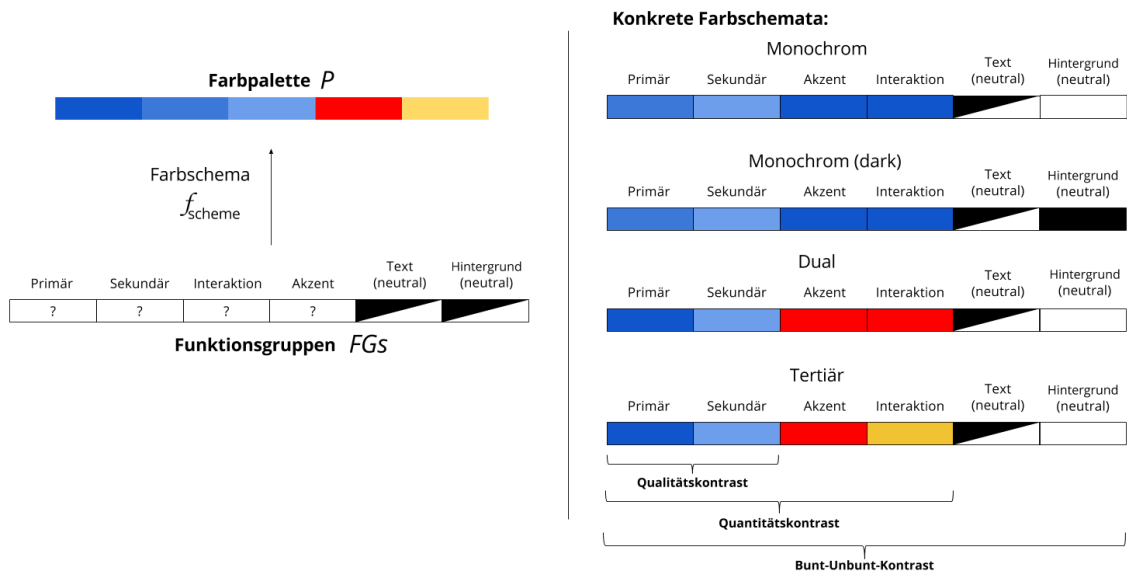 Farbpalette P
Farbschema
fscheme
Primär Sekundär Interaktion Akzent Text (neutral) Hintergrund (neutral)
? ? ? ?
Funktionsgruppen FGs
Konkrete Farbschemata:
Monochrom
Primär Sekundär Akzent Interaktion Text (neutral) Hintergrund (neutral)
Monochrom (dark)
Primär Sekundär Akzent Interaktion Text (neutral) Hintergrund (neutral)
Dual
Primär Sekundär Akzent Interaktion Text (neutral) Hintergrund (neutral)
Tertiär
Primär Sekundär Akzent Interaktion Text (neutral) Hintergrund (neutral)
Qualitätskontrast
Quantitätskontrast
Bunt-Unbunt-Kontrast